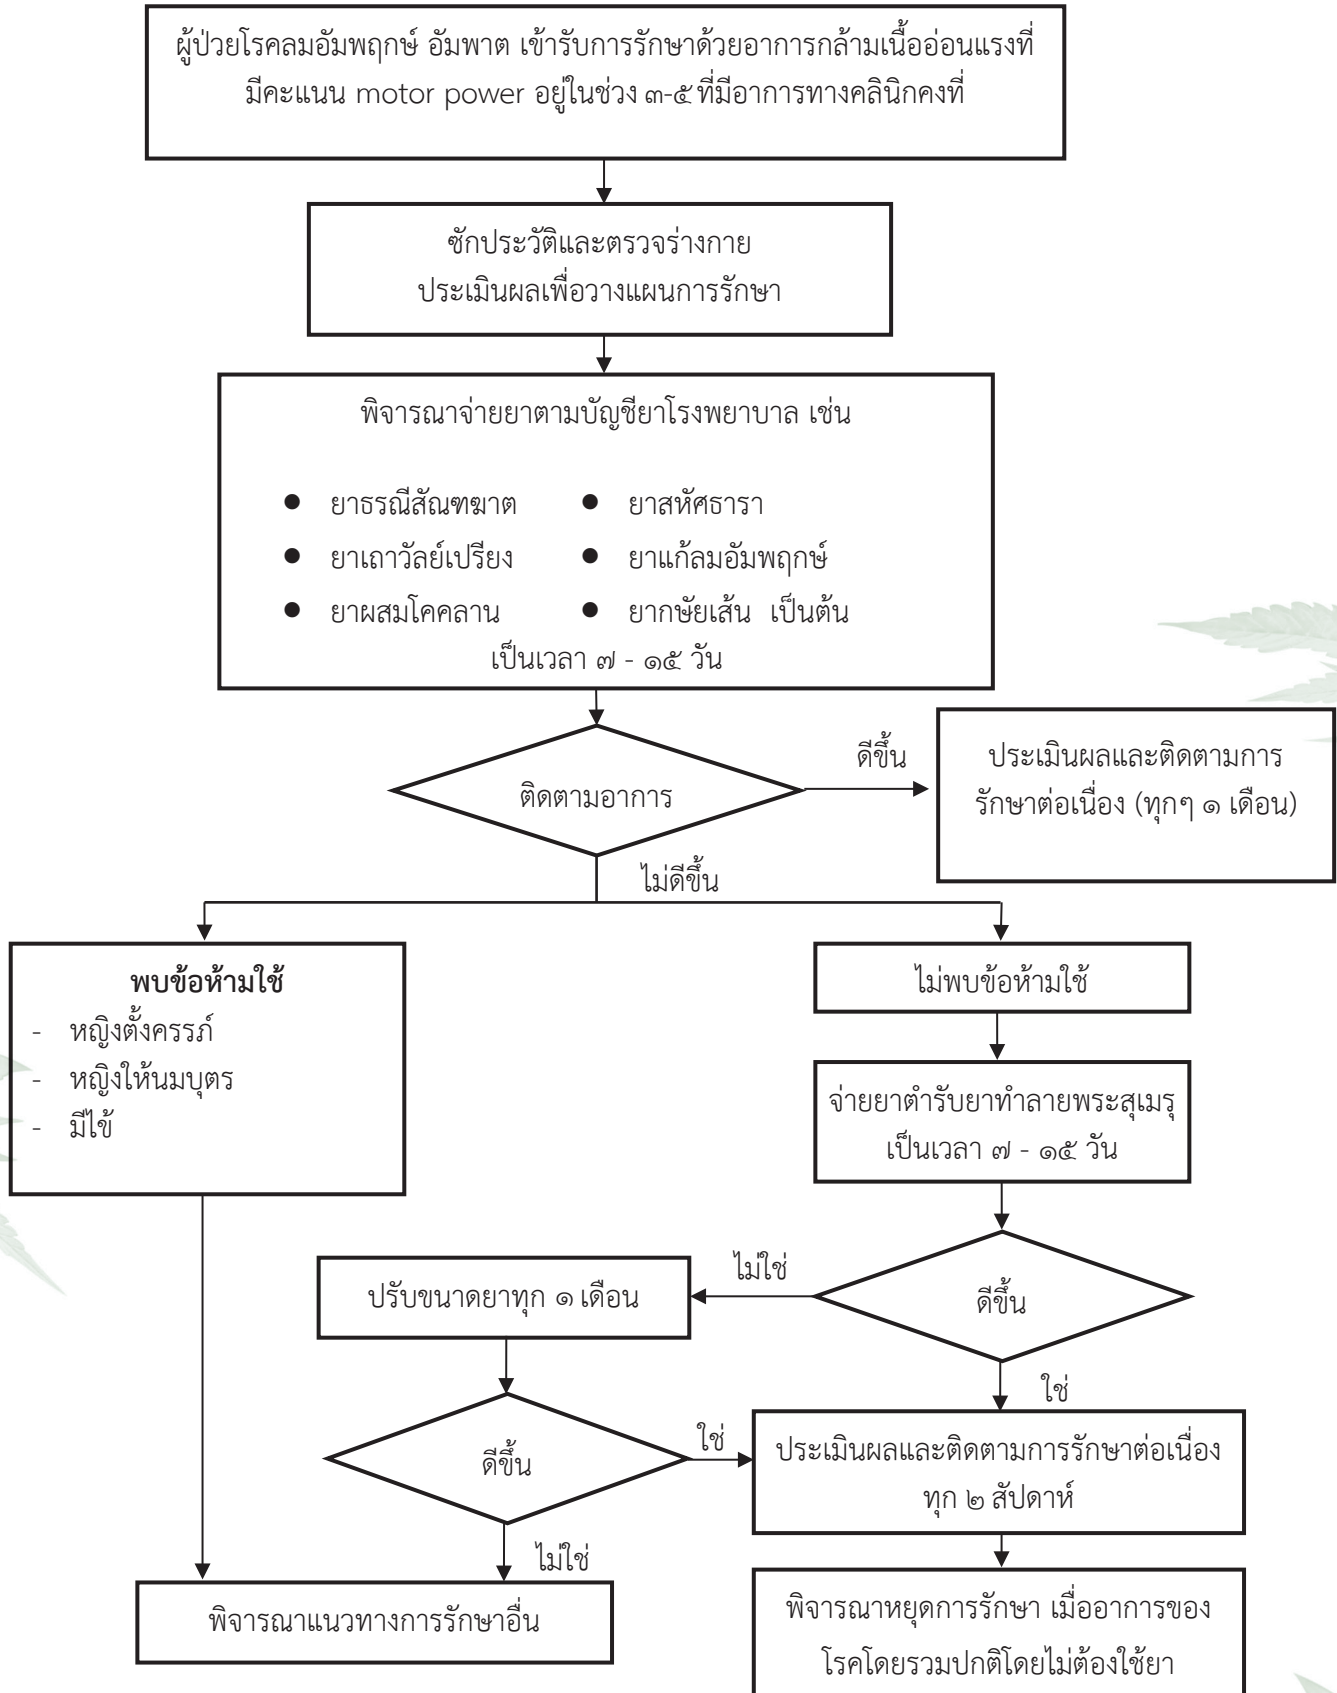 ผู้ป่วยโรคลมอัมพฤกษ์ อัมพาต เข้ารับการรักษาด้วยอาการกล้ามเนื้ออ่อนแรงที่
มีคะแนน motor power อยู่ในช่วง ๓-๕ ที่มีอาการทางคลินิกคงที่
ซักประวัติและตรวจร่างกาย
ประเมินผลเพื่อวางแผนการรักษา
พิจารณาจ่ายยาตามบัญชียาโรงพยาบาล เช่น
● ยาธรณีสัณฑฆาต ● ยาสหัศธารา
● ยาเถาวัลย์เปรียง ● ยาแก้ลมอัมพฤกษ์
● ยาผสมโคคลาน ● ยากษัยเส้น เป็นต้น
เป็นเวลา ๗ - ๑๕ วัน
ติดตามอาการ
ดีขึ้น
ประเมินผลและติดตามการ
รักษาต่อเนื่อง (ทุกๆ ๑ เดือน)
ไม่ดีขึ้น
พบข้อห้ามใช้
- หญิงตั้งครรภ์
- หญิงให้นมบุตร
- มีไข้
ไม่พบข้อห้ามใช้
จ่ายยาตำรับยาทำลายพระสุเมรุ
เป็นเวลา ๗ - ๑๕ วัน
ดีขึ้น
ไม่ใช่
ปรับขนาดยาทุก ๑ เดือน
ใช่
ดีขึ้น
ใช่
ประเมินผลและติดตามการรักษาต่อเนื่อง
ทุก ๒ สัปดาห์
ไม่ใช่
พิจารณาแนวทางการรักษาอื่น
พิจารณาหยุดการรักษา เมื่ออาการของ
โรคโดยรวมปกติโดยไม่ต้องใช้ยา